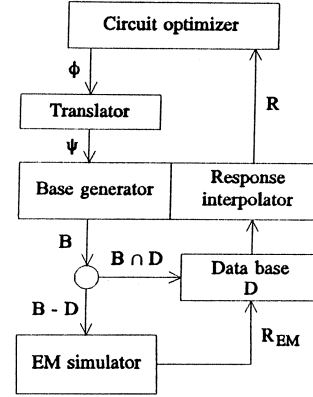 Circuit optimizer
ϕ
R
Translator
ψ
Base generator
Response
interpolator
B
B ∩ D
Data base
D
B - D
R_EM
EM simulator